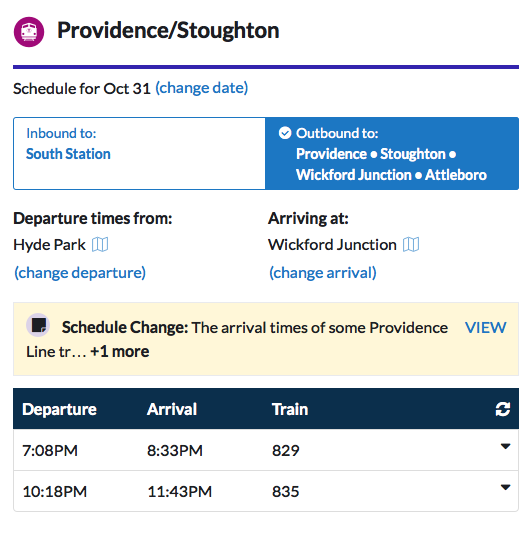 Providence/Stoughton
Schedule for Oct 31 (change date)
Inbound to:
South Station
Outbound to:
Providence • Stoughton •
Wickford Junction • Attleboro
Departure times from:
Hyde Park
(change departure)
Arriving at:
Wickford Junction
(change arrival)
Schedule Change: The arrival times of some Providence
Line tr… +1 more
VIEW
Departure Arrival Train
7:08PM 8:33PM 829
10:18PM 11:43PM 835